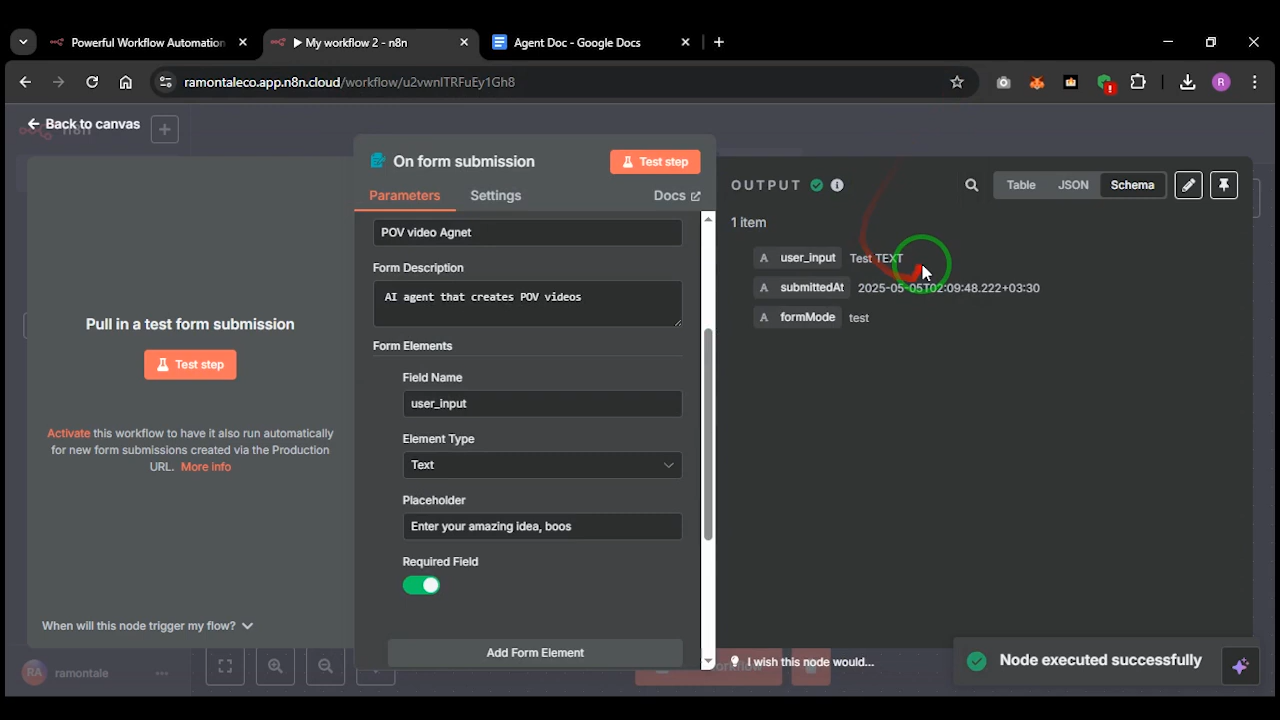 Powerful Workflow Automation
My workflow 2 - n8n
Agent Doc - Google Docs
ramontaleco.app.n8n.cloud/workflow/u2vwnlTRFuEy1Gh8
R
Back to canvas
On form submission
Test step
Parameters
Settings
Docs
POV video Agnet
Form Description
AI agent that creates POV videos
Form Elements
Field Name
user_input
Element Type
Text
Placeholder
Enter your amazing idea, boos
Required Field
Add Form Element
Pull in a test form submission
Test step
Activate this workflow to have it also run automatically
for new form submissions created via the Production
URL. More info
When will this node trigger my flow?
RA
ramontale
OUTPUT
Table
JSON
Schema
1 item
A user_input Test TEXT
A submittedAt 2025-05-05T02:09:48.222+03:30
A formMode test
I wish this node would...
Node executed successfully